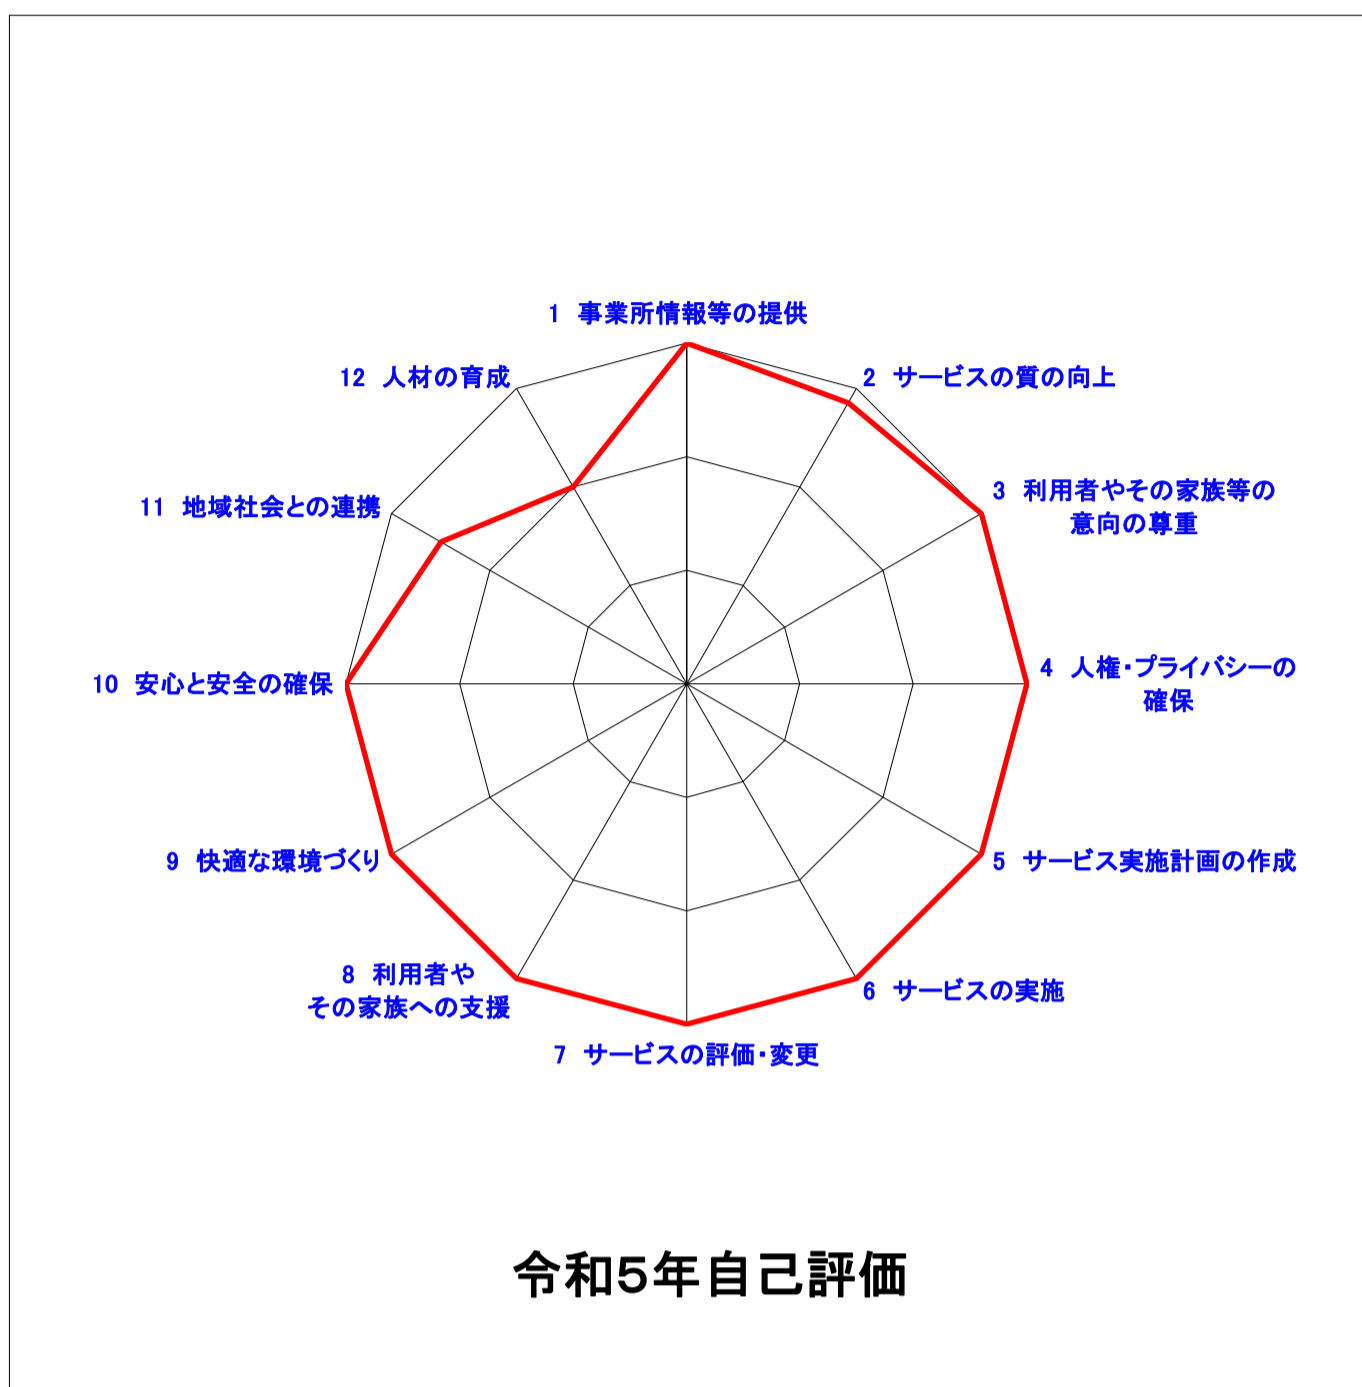 1 事業所情報等の提供
2 サービスの質の向上
3 利用者やその家族等の
意向の尊重
4 人権・プライバシーの
確保
5 サービス実施計画の作成
6 サービスの実施
7 サービスの評価・変更
8 利用者や
その家族への支援
9 快適な環境づくり
10 安心と安全の確保
11 地域社会との連携
12 人材の育成
令和5年自己評価